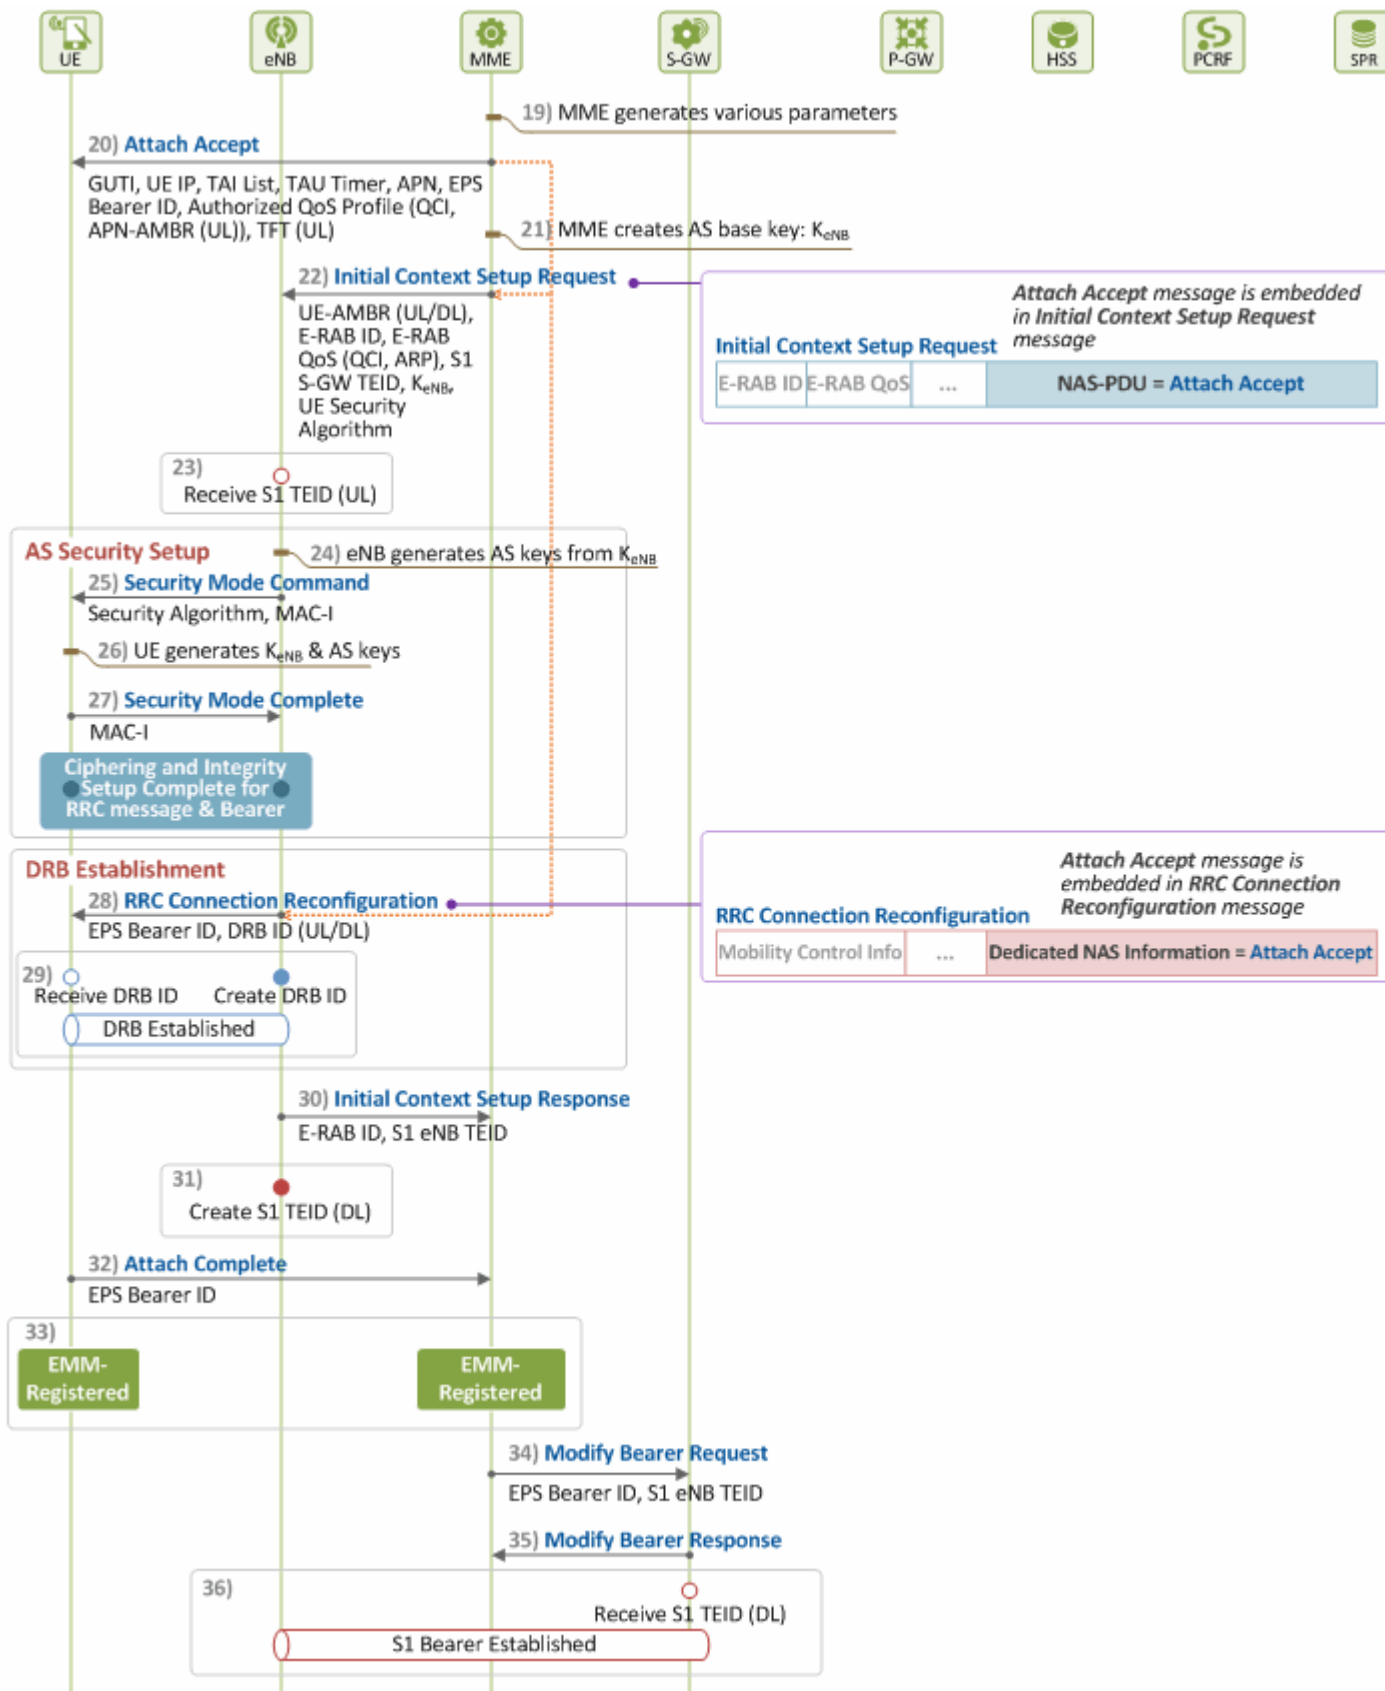 UE
eNB
MME
S-GW
P-GW
HSS
PCRF
SPR
19) MME generates various parameters
20) Attach Accept
GUTI, UE IP, TAI List, TAU Timer, APN, EPS
Bearer ID, Authorized QoS Profile (QCI,
APN-AMBR (UL)), TFT (UL)
21) MME creates AS base key: KeNB
22) Initial Context Setup Request
UE-AMBR (UL/DL),
E-RAB ID, E-RAB
QoS (QCI, ARP), S1
S-GW TEID, KeNB,
UE Security
Algorithm
Attach Accept message is embedded
in Initial Context Setup Request
message
Initial Context Setup Request
E-RAB ID E-RAB QoS ... NAS-PDU = Attach Accept
23)
Receive S1 TEID (UL)
AS Security Setup
24) eNB generates AS keys from KeNB
25) Security Mode Command
Security Algorithm, MAC-I
26) UE generates KeNB & AS keys
27) Security Mode Complete
MAC-I
Ciphering and Integrity
Setup Complete for
RRC message & Bearer
DRB Establishment
28) RRC Connection Reconfiguration
EPS Bearer ID, DRB ID (UL/DL)
Attach Accept message is
embedded in RRC Connection
Reconfiguration message
RRC Connection Reconfiguration
Mobility Control Info ... Dedicated NAS Information = Attach Accept
29)
Receive DRB ID
Create DRB ID
DRB Established
30) Initial Context Setup Response
E-RAB ID, S1 eNB TEID
31)
Create S1 TEID (DL)
32) Attach Complete
EPS Bearer ID
33)
EMM-
Registered
EMM-
Registered
34) Modify Bearer Request
EPS Bearer ID, S1 eNB TEID
35) Modify Bearer Response
36)
Receive S1 TEID (DL)
S1 Bearer Established